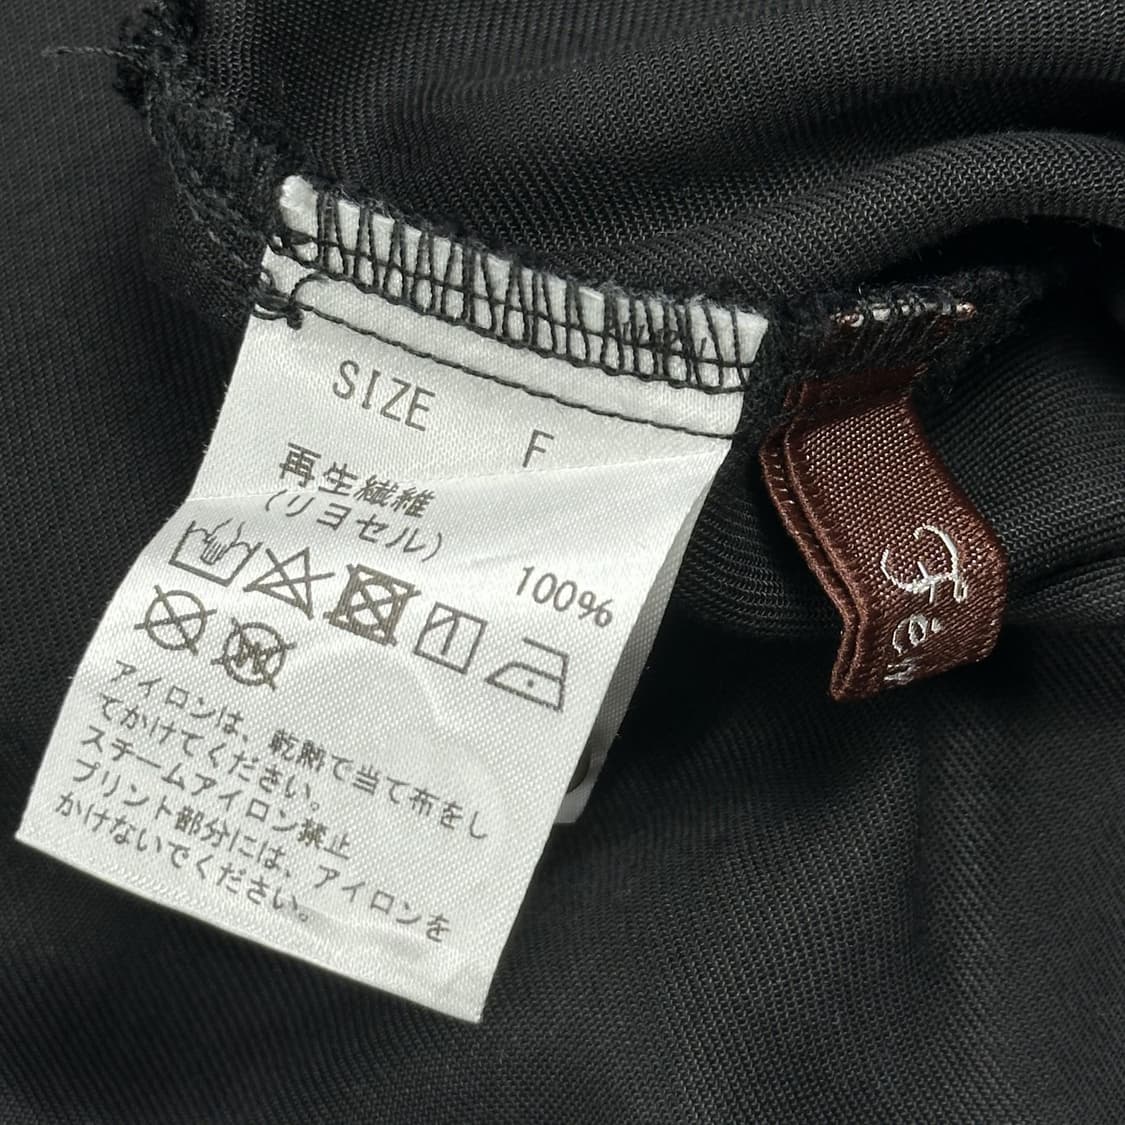 SIZE F
再生繊維
(リヨセル)
100%
アイロンは、乾熱で当て布をし
てかけてください。
スチームアイロン禁止
プリント部分には、アイロンを
かけないでください。